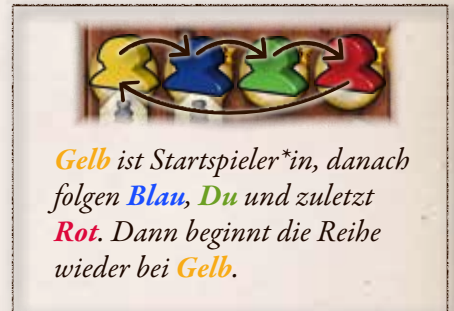 Gelb ist Startspieler*in, danach
folgen Blau, Du und zuletzt
Rot. Dann beginnt die Reihe
wieder bei Gelb.